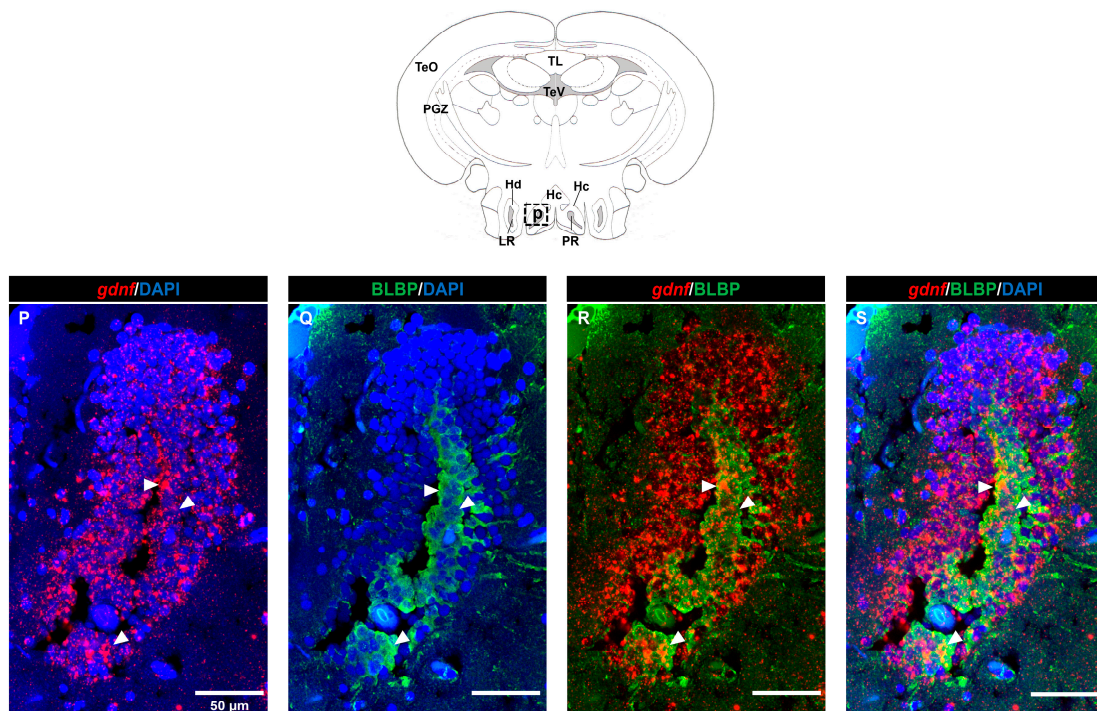 TL
TeO
TeV
PGZ
Hd
Hc
Hc
p
LR
PR
gdnf/DAPI
BLBP/DAPI
gdnf/BLBP
gdnf/BLBP/DAPI
P
Q
R
S
50 µm